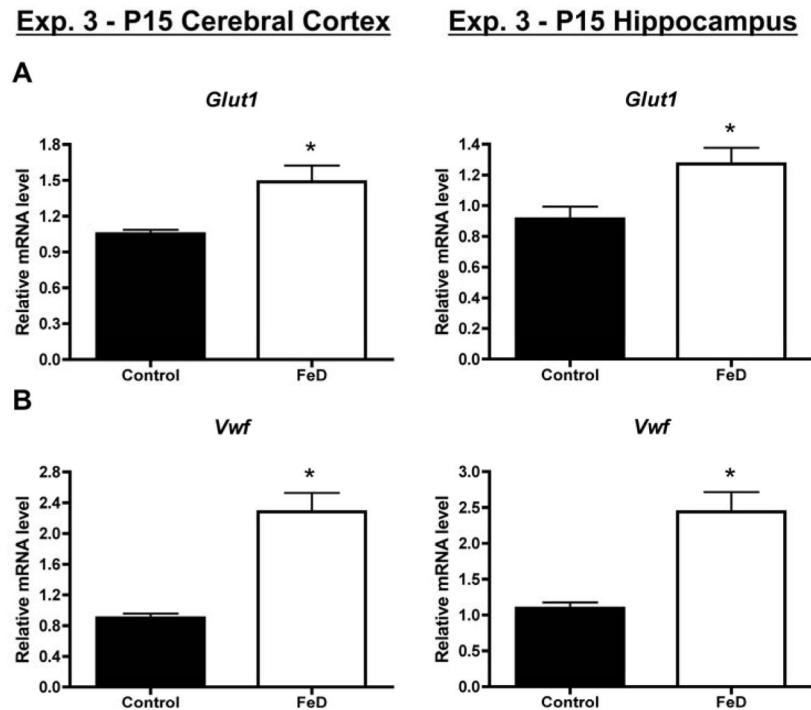 Exp. 3 - P15 Cerebral Cortex
Exp. 3 - P15 Hippocampus
A
Glut1
Relative mRNA level
1.8
1.5
1.2
0.9
0.6
0.3
0.0
*
Control FeD
Glut1
Relative mRNA level
1.4
1.2
1.0
0.8
0.6
0.4
0.2
0.0
*
Control FeD
B
Vwf
Relative mRNA level
2.8
2.4
2.0
1.6
1.2
0.8
0.4
0.0
*
Control FeD
Vwf
Relative mRNA level
3.0
2.5
2.0
1.5
1.0
0.5
0.0
*
Control FeD